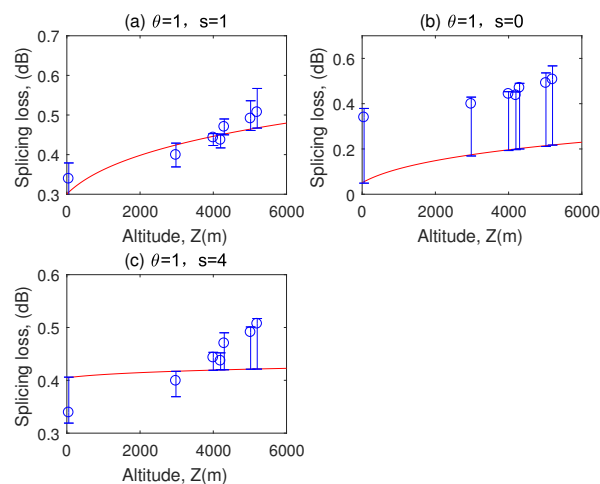 (a) θ=1, s=1
Splicing loss, (dB)
0.7
0.6
0.5
0.4
0.3
0 2000 4000 6000
Altitude, Z(m)
(b) θ=1, s=0
Splicing loss, (dB)
0.6
0.4
0.2
0
0 2000 4000 6000
Altitude, Z(m)
(c) θ=1, s=4
Splicing loss, (dB)
0.6
0.5
0.4
0.3
0 2000 4000 6000
Altitude, Z(m)